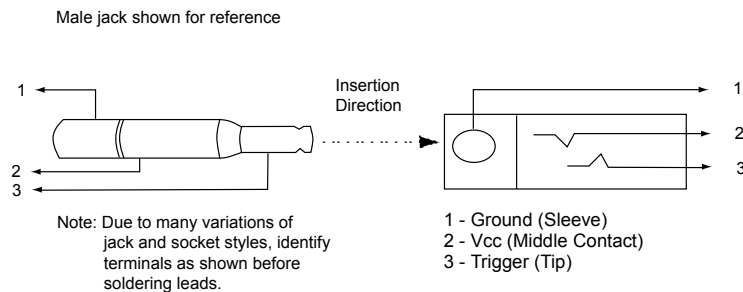 Male jack shown for reference
1
2
3
Insertion
Direction
1
2
3
Note: Due to many variations of
jack and socket styles, identify
terminals as shown before
soldering leads.
1 - Ground (Sleeve)
2 - Vcc (Middle Contact)
3 - Trigger (Tip)